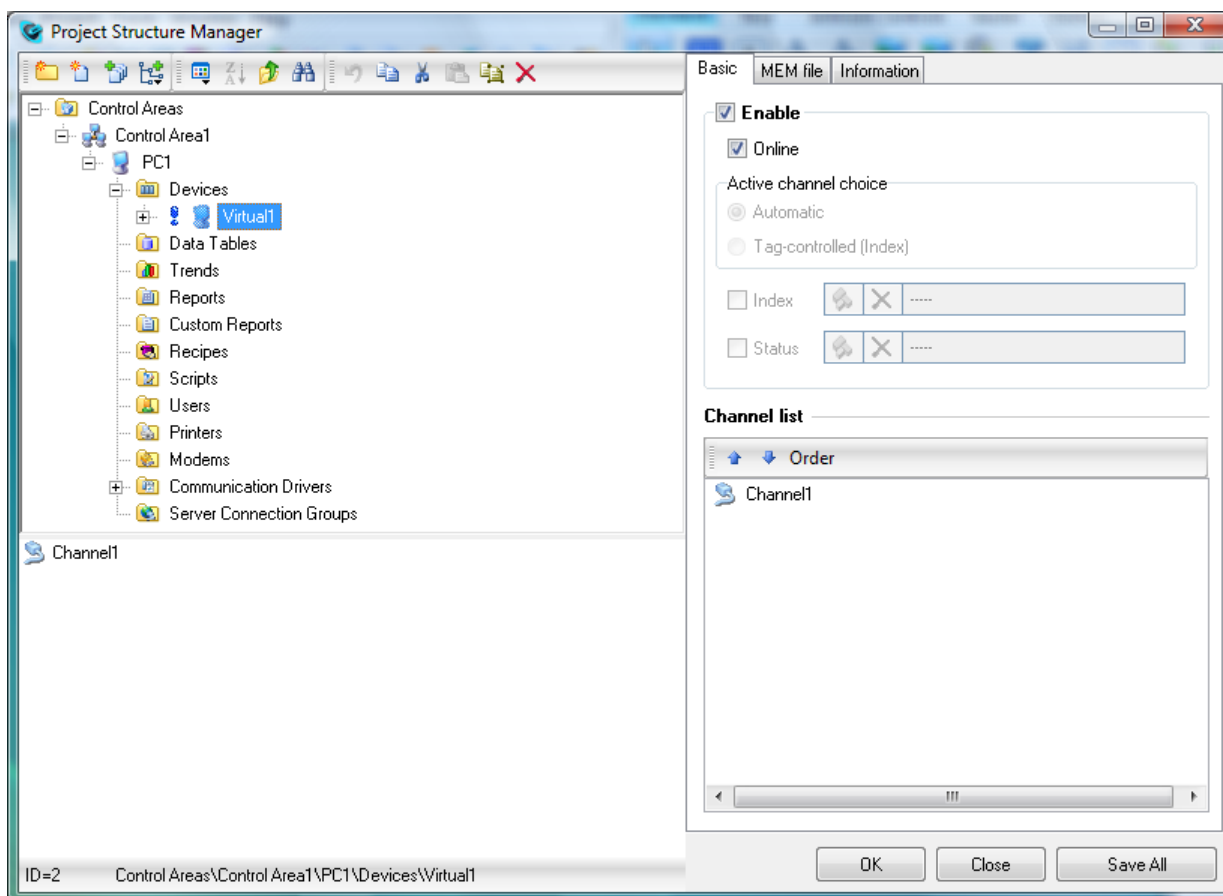 Project Structure Manager
Control Areas
Control Area1
PC1
Devices
Virtual1
Data Tables
Trends
Reports
Custom Reports
Recipes
Scripts
Users
Printers
Modems
Communication Drivers
Server Connection Groups
Channel1
ID=2 Control Areas\Control Area1\PC1\Devices\Virtual1
Basic MEM file Information
Enable
Online
Active channel choice
Automatic
Tag-controlled (Index)
Index -----
Status -----
Channel list
Order
Channel1
OK Close Save All